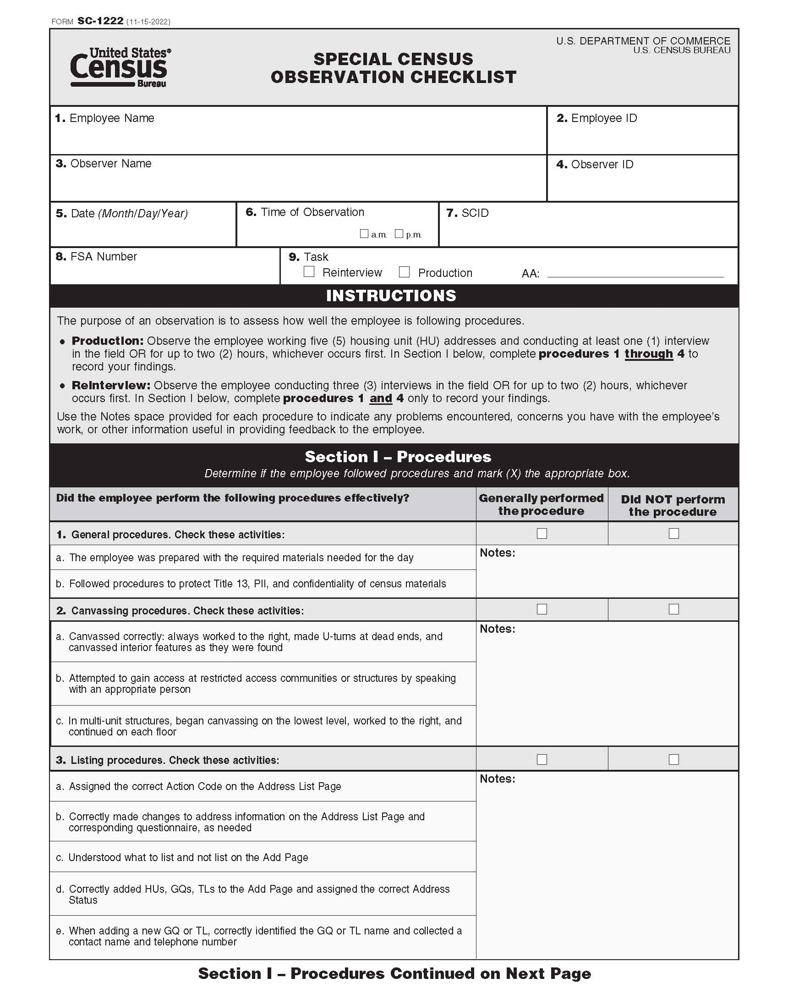 FORM SC-1222 (11-15-2022)
U.S. DEPARTMENT OF COMMERCE
U.S. CENSUS BUREAU
United States®
Census
Bureau
SPECIAL CENSUS
OBSERVATION CHECKLIST
1. Employee Name
2. Employee ID
3. Observer Name
4. Observer ID
5. Date (Month/Day/Year)
6. Time of Observation
a.m. p.m.
7. SCID
8. FSA Number
9. Task
Reinterview Production AA:
INSTRUCTIONS
The purpose of an observation is to assess how well the employee is following procedures.
• Production: Observe the employee working five (5) housing unit (HU) addresses and conducting at least one (1) interview
in the field OR for up to two (2) hours, whichever occurs first. In Section I below, complete procedures 1 through 4 to
record your findings.
• Reinterview: Observe the employee conducting three (3) interviews in the field OR for up to two (2) hours, whichever
occurs first. In Section I below, complete procedures 1 and 4 only to record your findings.
Use the Notes space provided for each procedure to indicate any problems encountered, concerns you have with the employee's
work, or other information useful in providing feedback to the employee.
Section I – Procedures
Determine if the employee followed procedures and mark (X) the appropriate box.
Did the employee perform the following procedures effectively?
Generally performed
the procedure
Did NOT perform
the procedure
1. General procedures. Check these activities:
a. The employee was prepared with the required materials needed for the day
Notes:
b. Followed procedures to protect Title 13, PII, and confidentiality of census materials
2. Canvassing procedures. Check these activities:
Notes:
a. Canvassed correctly: always worked to the right, made U-turns at dead ends, and
canvassed interior features as they were found
b. Attempted to gain access at restricted access communities or structures by speaking
with an appropriate person
c. In multi-unit structures, began canvassing on the lowest level, worked to the right, and
continued on each floor
3. Listing procedures. Check these activities:
Notes:
a. Assigned the correct Action Code on the Address List Page
b. Correctly made changes to address information on the Address List Page and
corresponding questionnaire, as needed
c. Understood what to list and not list on the Add Page
d. Correctly added HUs, GQs, TLs to the Add Page and assigned the correct Address
Status
e. When adding a new GQ or TL, correctly identified the GQ or TL name and collected a
contact name and telephone number
Section I – Procedures Continued on Next Page